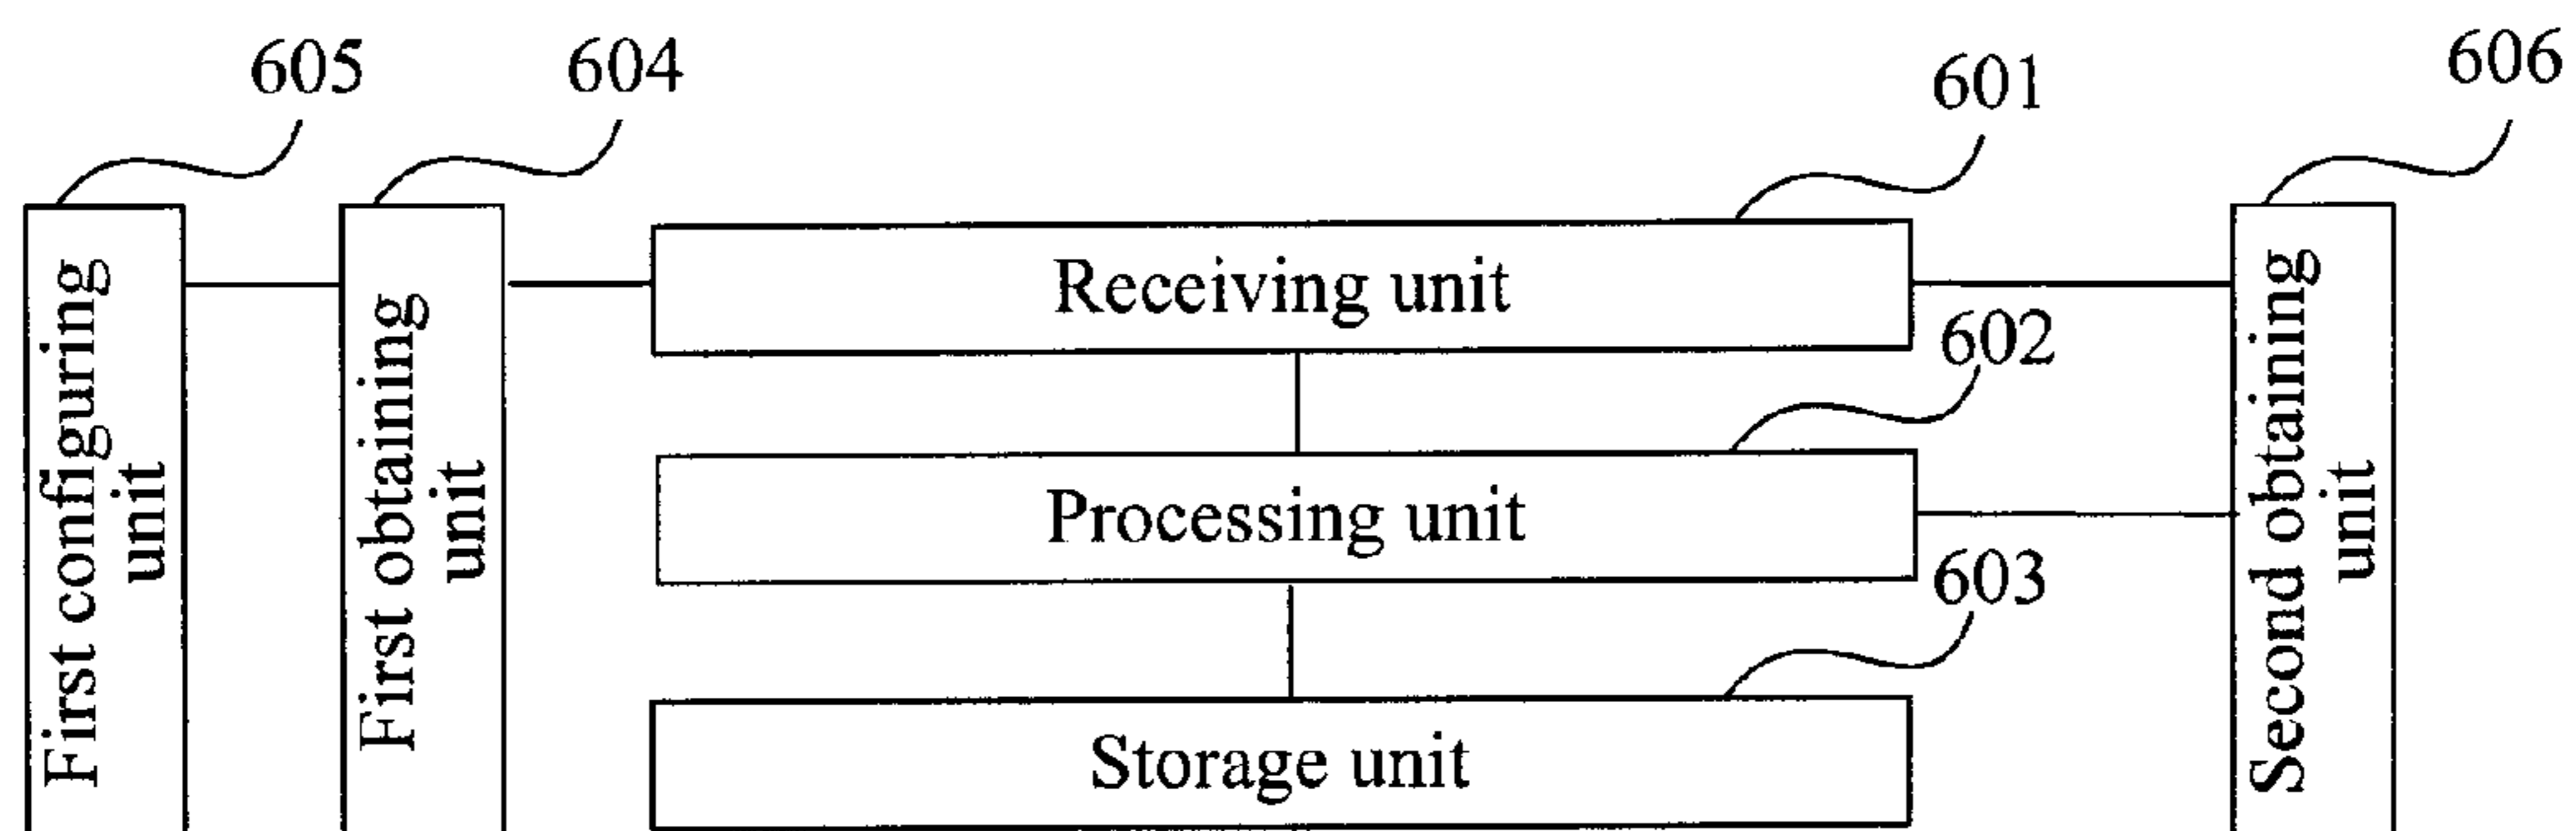 605
604
601
606
First configuring
unit
First obtaining
unit
Receiving unit
602
Processing unit
603
Storage unit
Second obtaining
unit